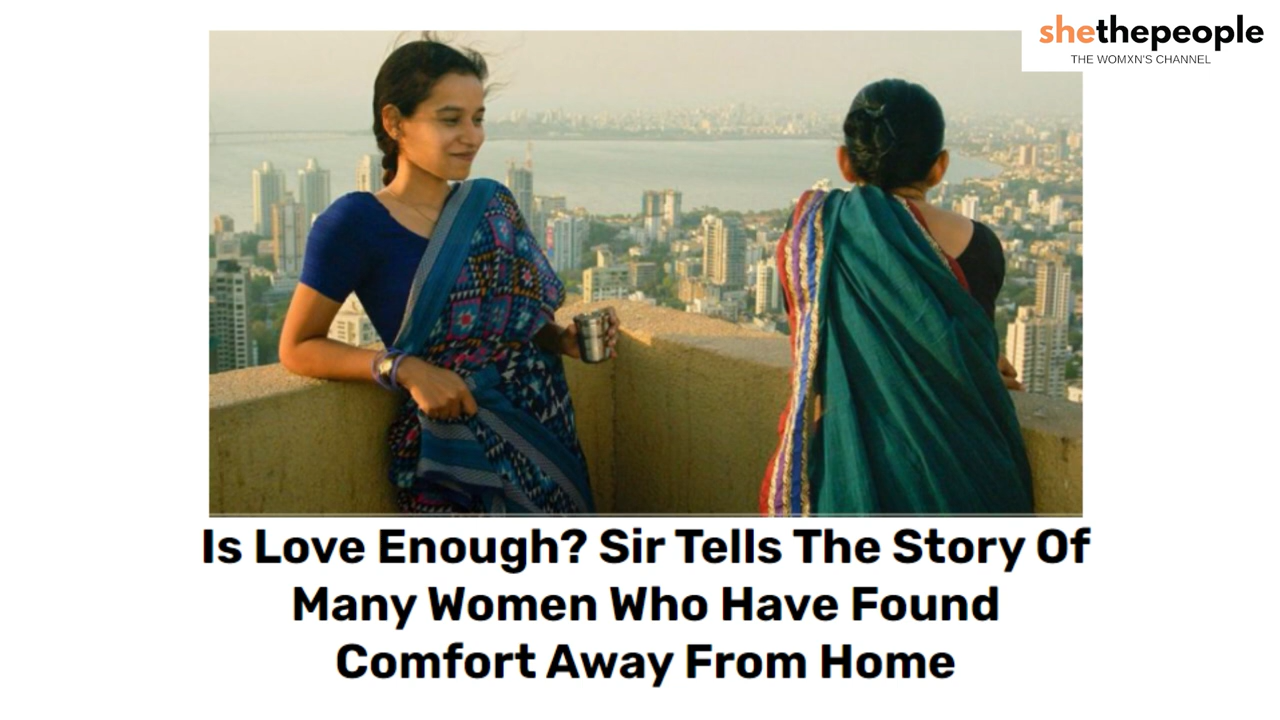 shethepeople
THE WOMXN'S CHANNEL
Is Love Enough? Sir Tells The Story Of
Many Women Who Have Found
Comfort Away From Home